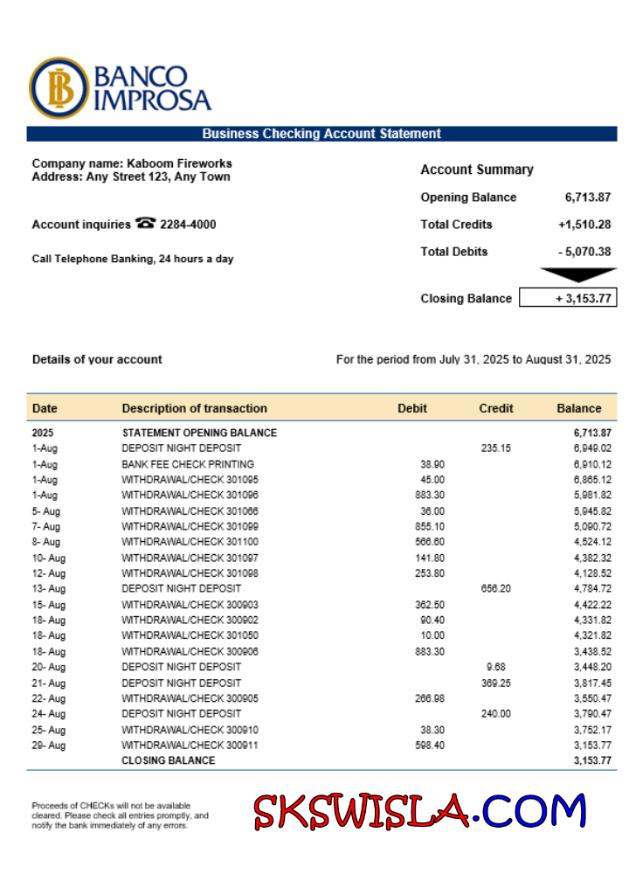 BANCO
IMPROSA
Business Checking Account Statement
Company name: Kaboom Fireworks
Address: Any Street 123, Any Town
Account inquiries ☎ 2284-4000
Call Telephone Banking, 24 hours a day
Account Summary
Opening Balance 6,713.87
Total Credits +1,510.28
Total Debits - 5,070.38
Closing Balance + 3,153.77
Details of your account For the period from July 31, 2025 to August 31, 2025
Date Description of transaction Debit Credit Balance
2025 STATEMENT OPENING BALANCE 6,713.87
1-Aug DEPOSIT NIGHT DEPOSIT 235.15 6,949.02
1-Aug BANK FEE CHECK PRINTING 38.90 6,910.12
1-Aug WITHDRAWAL/CHECK 301095 45.00 6,865.12
1-Aug WITHDRAWAL/CHECK 301096 883.30 5,981.82
5- Aug WITHDRAWAL/CHECK 301066 36.00 5,945.82
7- Aug WITHDRAWAL/CHECK 301099 855.10 5,090.72
8- Aug WITHDRAWAL/CHECK 301100 566.60 4,524.12
10- Aug WITHDRAWAL/CHECK 301097 141.80 4,382.32
12- Aug WITHDRAWAL/CHECK 301098 253.80 4,128.52
13- Aug DEPOSIT NIGHT DEPOSIT 656.20 4,784.72
15- Aug WITHDRAWAL/CHECK 300903 362.50 4,422.22
18- Aug WITHDRAWAL/CHECK 300902 90.40 4,331.82
18- Aug WITHDRAWAL/CHECK 301050 10.00 4,321.82
18- Aug WITHDRAWAL/CHECK 300906 883.30 3,438.52
20- Aug DEPOSIT NIGHT DEPOSIT 9.68 3,448.20
21- Aug DEPOSIT NIGHT DEPOSIT 369.25 3,817.45
22- Aug WITHDRAWAL/CHECK 300905 266.98 3,550.47
24- Aug DEPOSIT NIGHT DEPOSIT 240.00 3,790.47
25- Aug WITHDRAWAL/CHECK 300910 38.30 3,752.17
29- Aug WITHDRAWAL/CHECK 300911 598.40 3,153.77
CLOSING BALANCE 3,153.77
Proceeds of CHECKs will not be available
cleared. Please check all entries promptly, and
notify the bank immediately of any errors.
SKSWISLA.COM